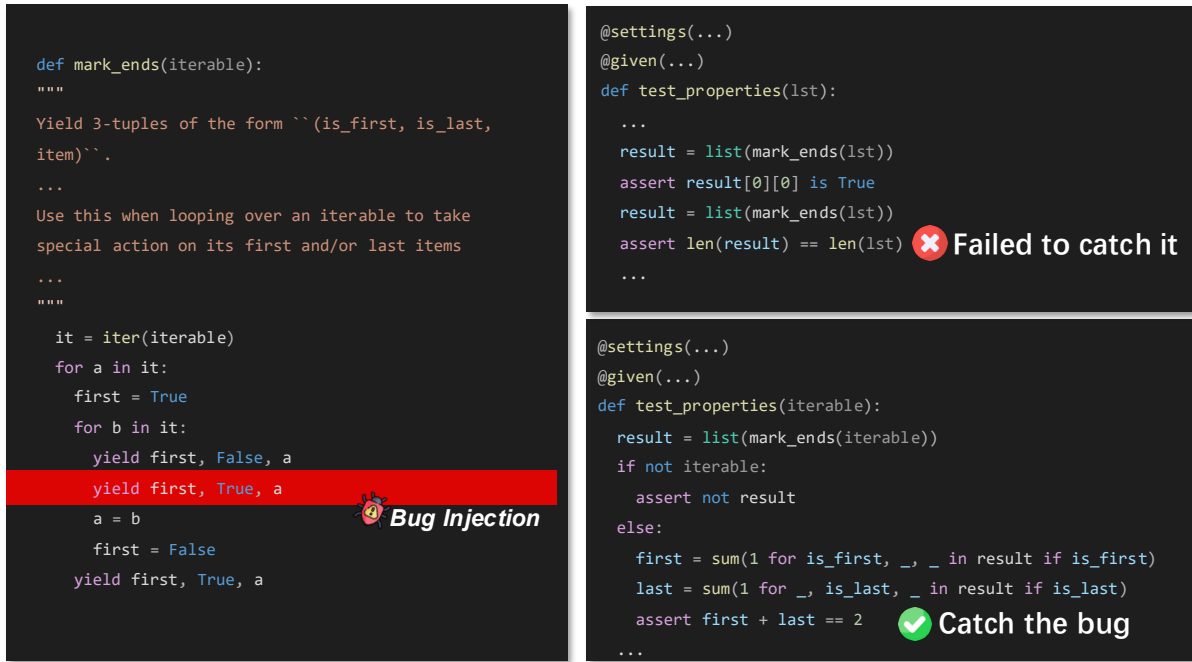 def mark_ends(iterable):
"""
Yield 3-tuples of the form ``(is_first, is_last,
item)``.
...
Use this when looping over an iterable to take
special action on its first and/or last items
...
"""
it = iter(iterable)
for a in it:
first = True
for b in it:
yield first, False, a
yield first, True, a
Bug Injection
a = b
first = False
yield first, True, a
@settings(...)
@given(...)
def test_properties(lst):
...
result = list(mark_ends(lst))
assert result[0][0] is True
result = list(mark_ends(lst))
assert len(result) == len(lst) Failed to catch it
...
@settings(...)
@given(...)
def test_properties(iterable):
result = list(mark_ends(iterable))
if not iterable:
assert not result
else:
first = sum(1 for is_first, _, _ in result if is_first)
last = sum(1 for _, is_last, _ in result if is_last)
assert first + last == 2 Catch the bug
...